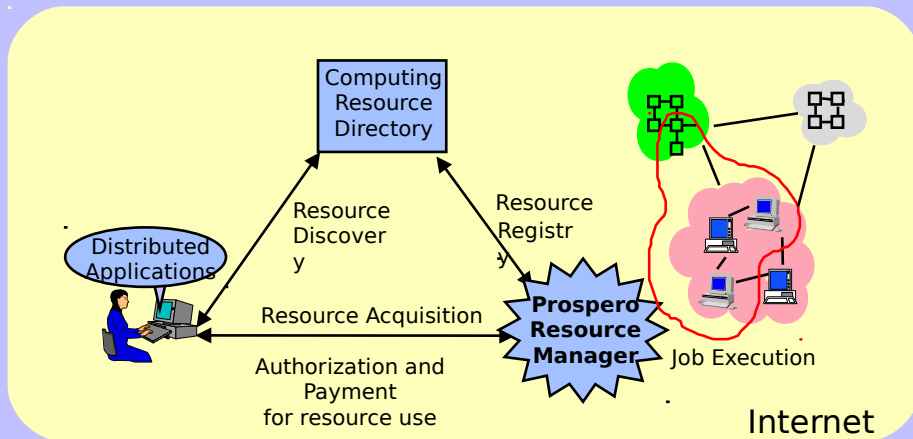 Computing
Resource
Directory
Resource
Discover
y
Resource
Registr
y
Distributed
Applications
Resource Acquisition
Prospero
Resource
Manager
Job Execution
Authorization and
Payment
for resource use
Internet